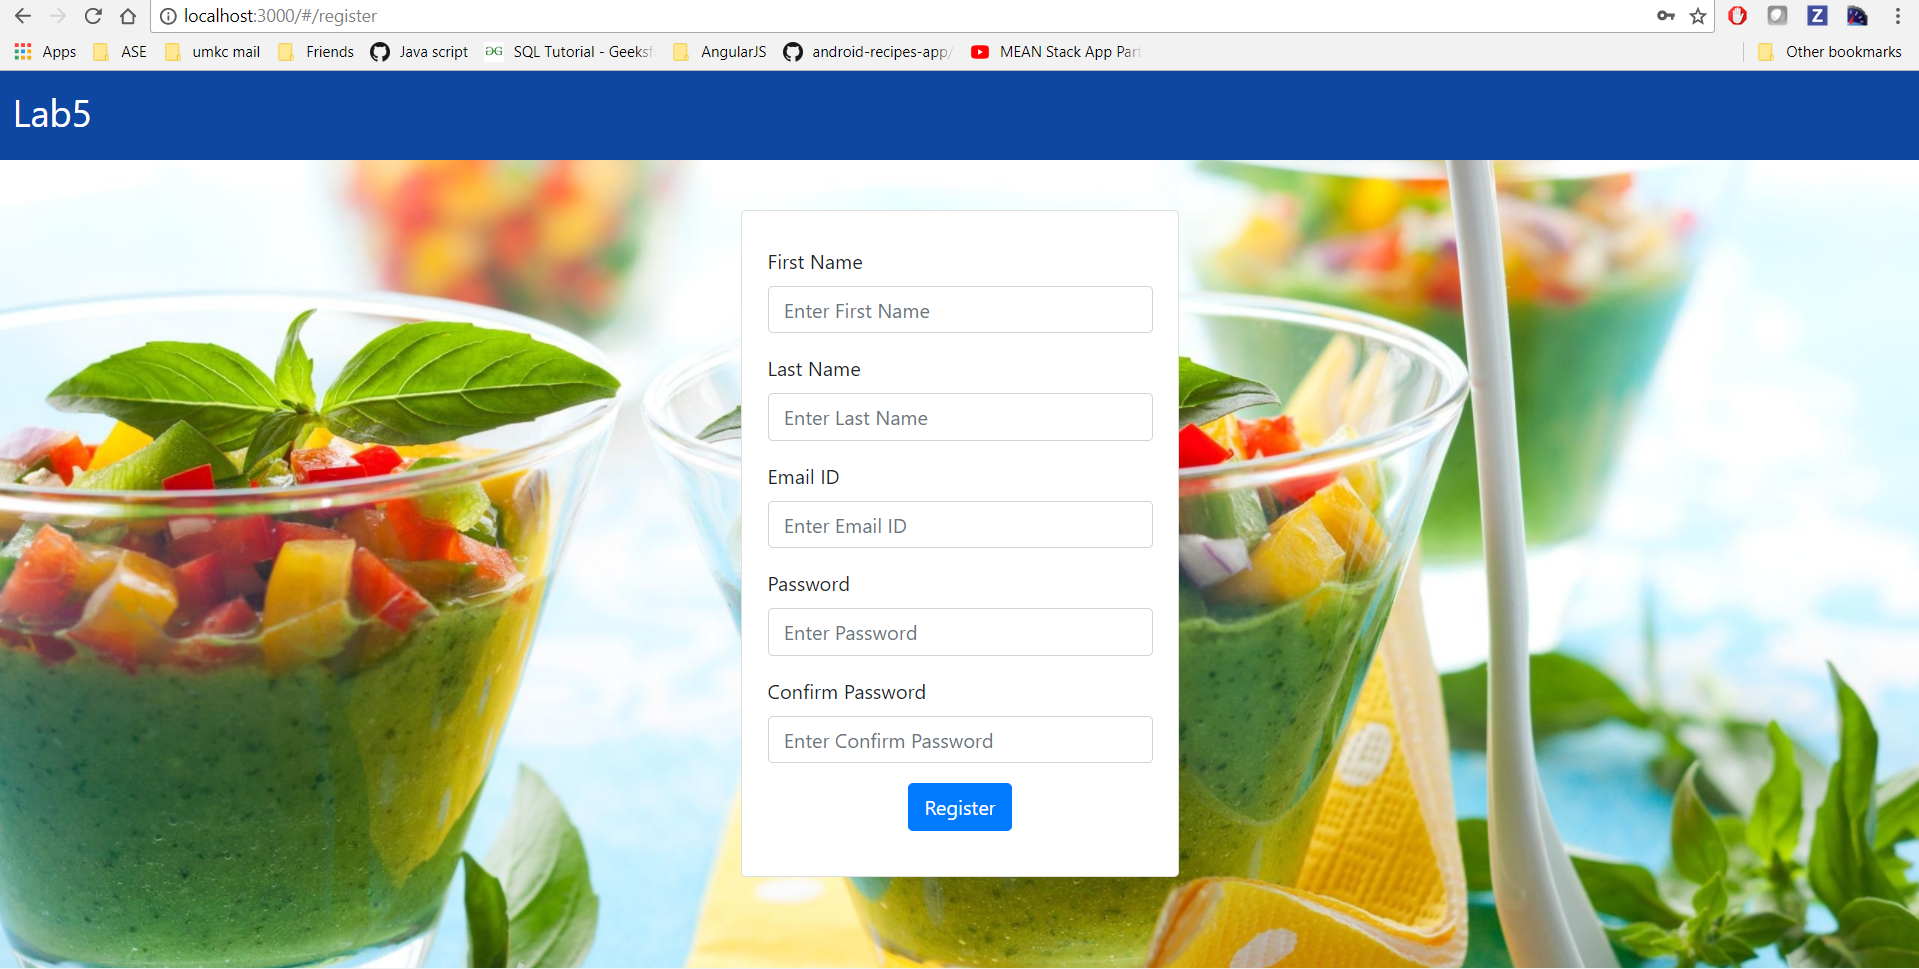 localhost:3000/#/register
Apps ASE umkc mail Friends Java script SQL Tutorial - Geeksf AngularJS android-recipes-app/ MEAN Stack App Part Other bookmarks
Lab5
First Name
Enter First Name
Last Name
Enter Last Name
Email ID
Enter Email ID
Password
Enter Password
Confirm Password
Enter Confirm Password
Register